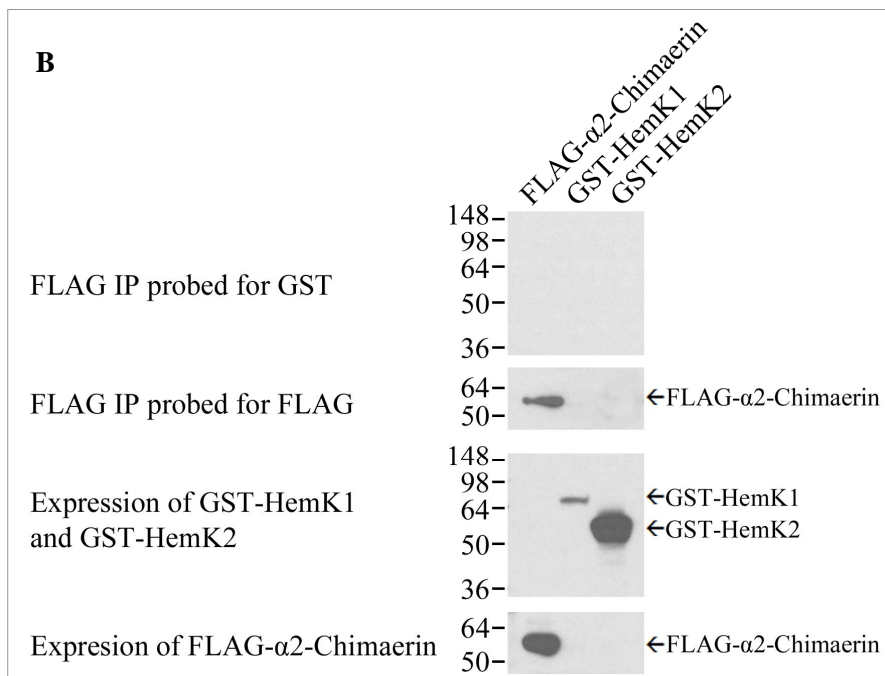 B
FLAG-α2-Chimaerin
GST-HemK1
GST-HemK2
FLAG IP probed for GST
148
98
64
50
36
FLAG IP probed for FLAG
64
50
←FLAG-α2-Chimaerin
Expression of GST-HemK1
and GST-HemK2
148
98
64
50
36
←GST-HemK1
←GST-HemK2
Expresion of FLAG-α2-Chimaerin
64
50
←FLAG-α2-Chimaerin